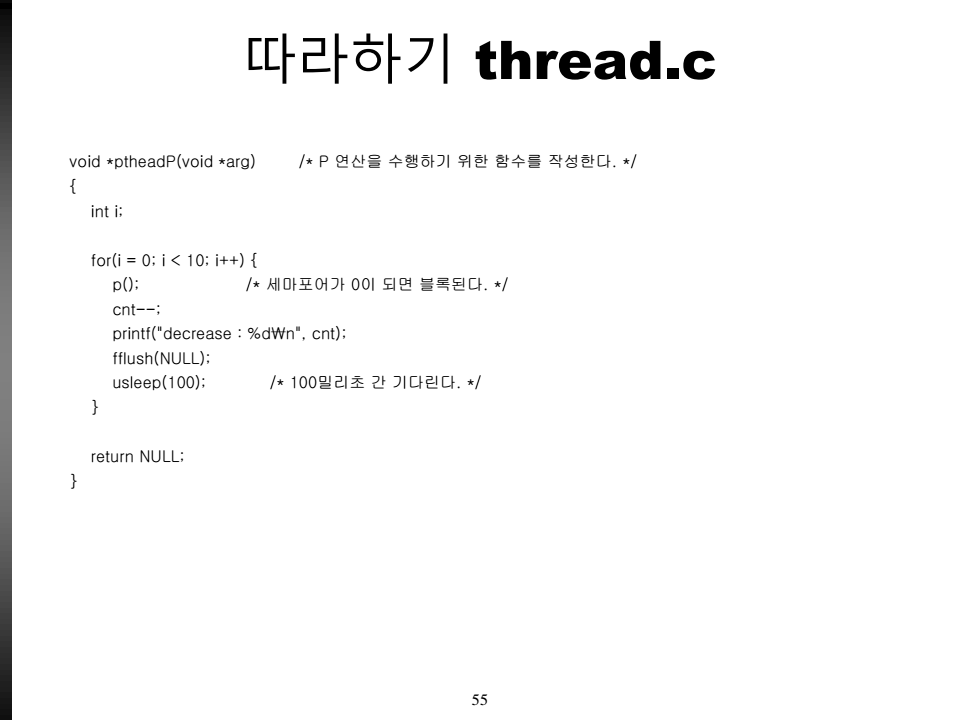 따라하기 thread.c
void *ptheadP(void *arg) /* P 연산을 수행하기 위한 함수를 작성한다. */
{
int i;
for(i = 0; i < 10; i++) {
p(); /* 세마포어가 0이 되면 블록된다. */
cnt--;
printf("decrease : %d₩n", cnt);
fflush(NULL);
usleep(100); /* 100밀리초 간 기다린다. */
}
return NULL;
}
55